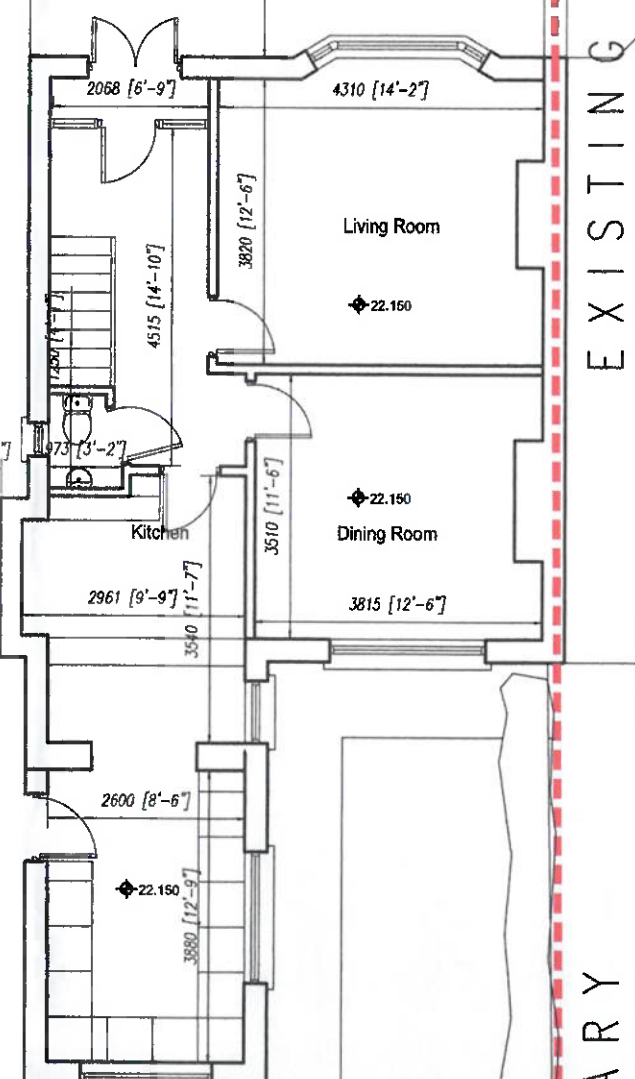 2068 [6'-9"]
4310 [14'-2"]
EXISTING
3820 [12'-6"]
Living Room
4515 [14'-10"]
22.150
973 [3'-2"]
22.150
3510 [11'-6"]
Kitchen
Dining Room
2961 [9'-9"]
3540 [11'-7"]
3815 [12'-6"]
2600 [8'-6"]
22.150
3880 [12'-9"]
ARY